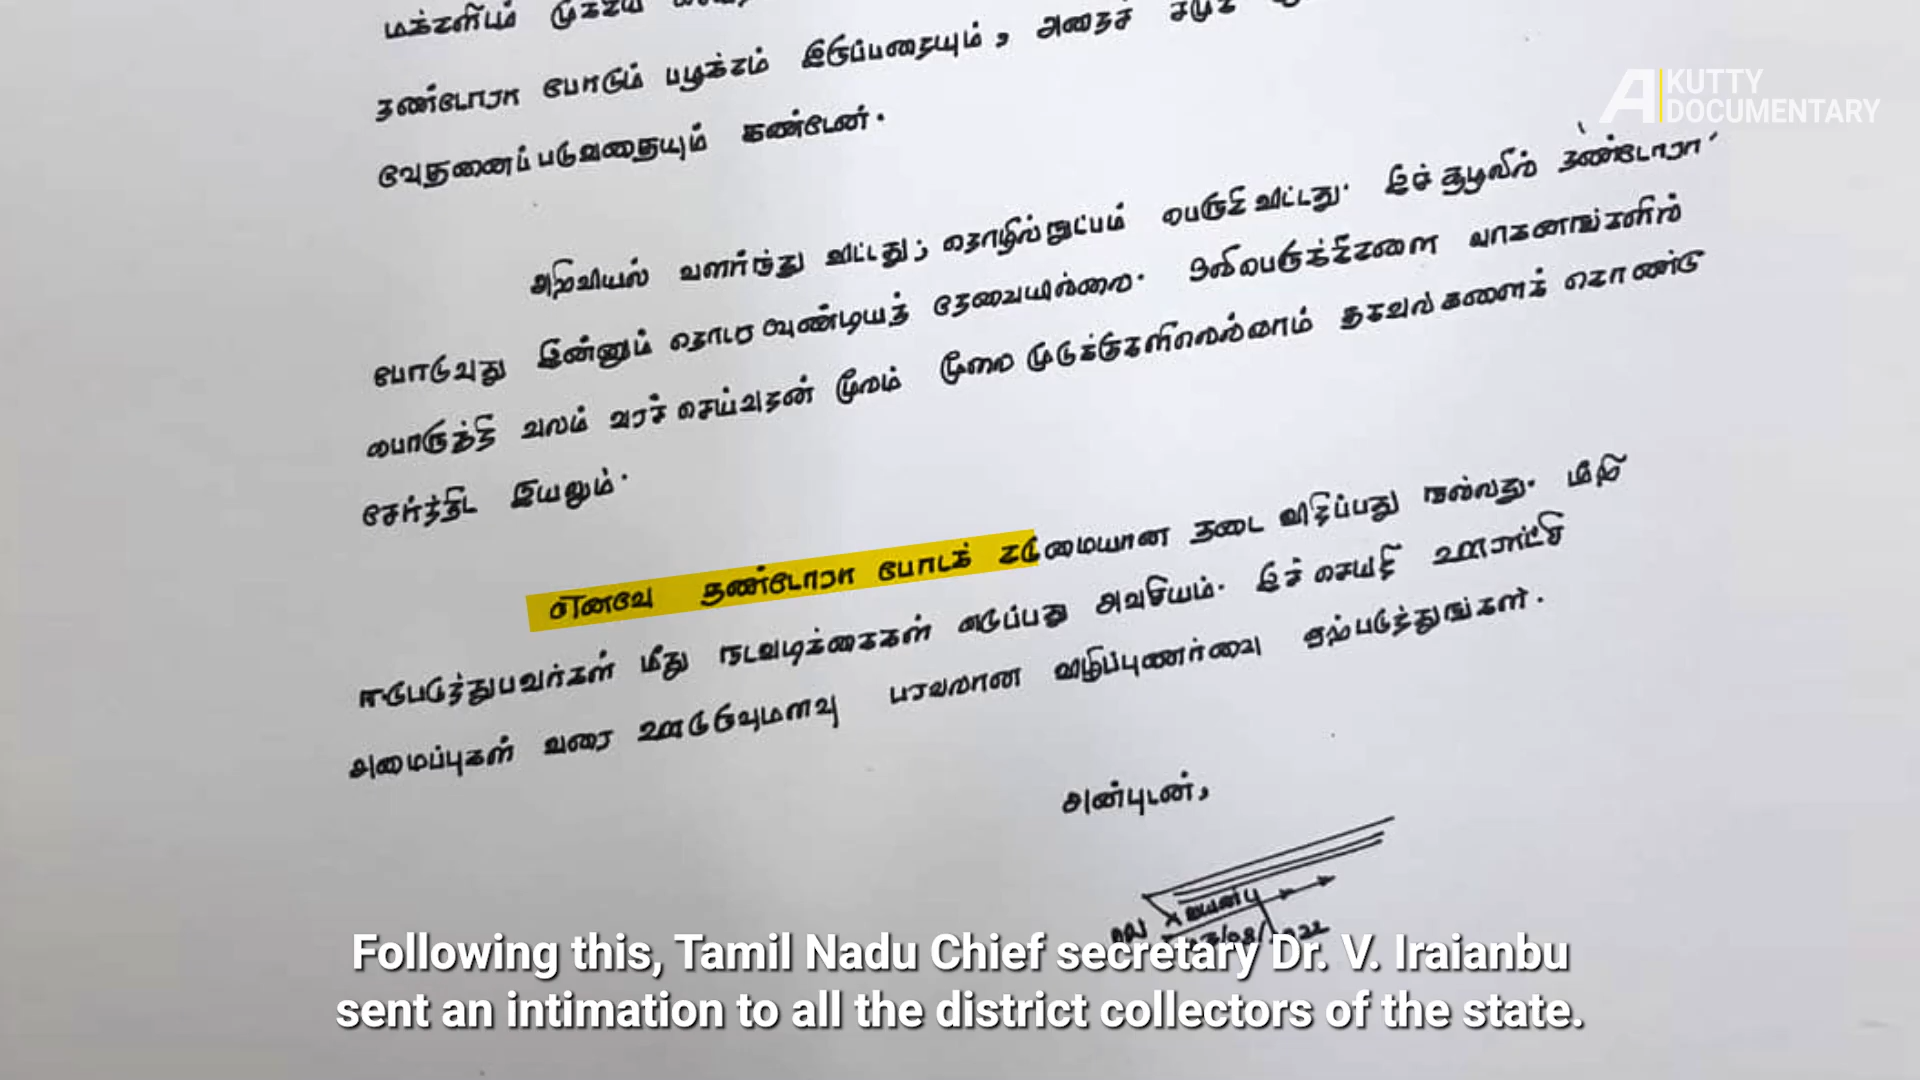 மக்களிடம்
தண்டோரா போடும் பழக்கம் இருப்பதையும், அதைச் சமூக
வேதனைப்படுவதையும் கண்டேன்.
அறிவியல் வளர்ந்து விட்டது; தொழில்நுட்பம் பெருகிவிட்டது. இச்சூழலில் தண்டோரா
போடுவது இன்னும் தொடர வேண்டியத் தேவையில்லை. ஒலிபெருக்கிகளை வாகனங்களில்
பொருத்தி வலம் வரச் செய்வதன் மூலம் மூலை முடுக்குகளிலெல்லாம் தகவல்களைக் கொண்டு
சேர்த்திட இயலும்.
எனவே தண்டோரா போடக் கடுமையான தடை விதிப்பது நல்லது. மீறி
ஈடுபடுத்துபவர்கள் மீது நடவடிக்கைகள் எடுப்பது அவசியம். இச் செய்தி ஊராட்சி
அமைப்புகள் வரை ஊடுருவுமளவு பரவலான விழிப்புணர்வை ஏற்படுத்துங்கள்.
அன்புடன்,
A KUTTY
DOCUMENTARY
Following this, Tamil Nadu Chief secretary Dr. V. Iraianbu
sent an intimation to all the district collectors of the state.